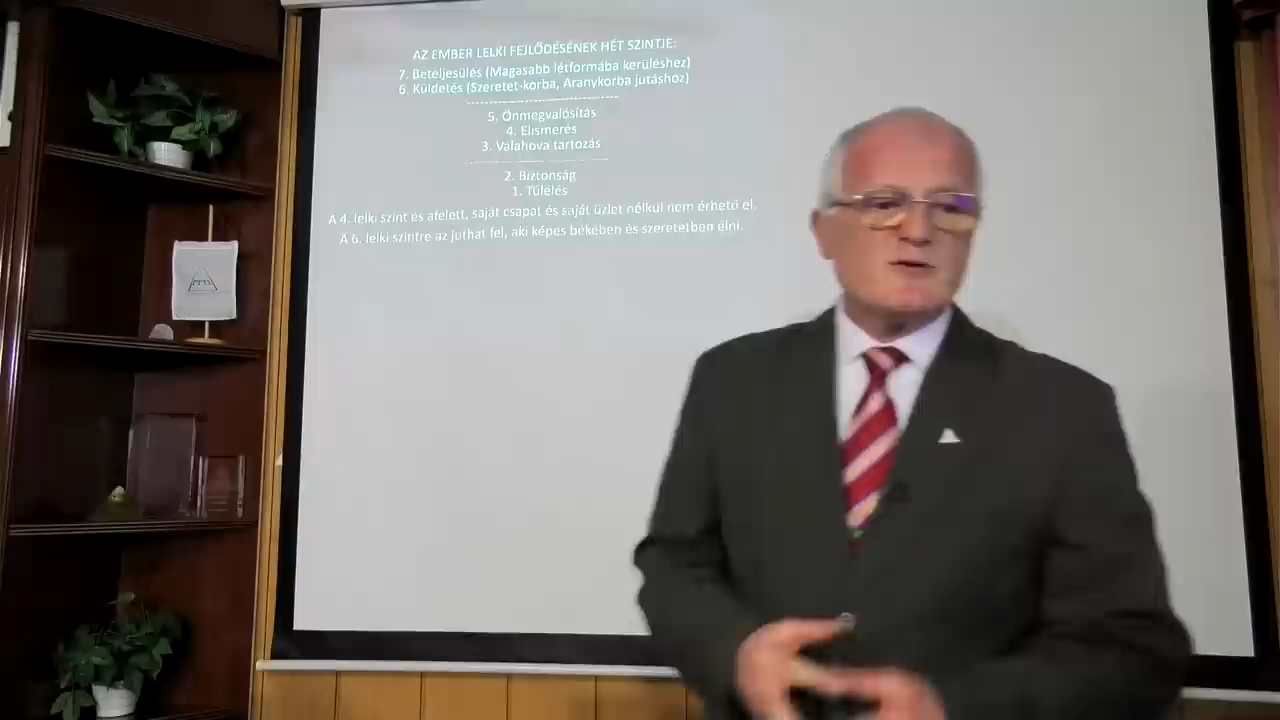 AZ EMBER LELKI FEJLŐDÉSÉNEK HÉT SZINTJE:
7. Beteljesülés (Magasabb létformába kerüléshez)
6. Küldetés (Szeretet-korba, Aranykorba jutáshoz)
5. Önmegvalósítás
4. Elismerés
3. Valahova tartozás
2. Biztonság
1. Túlélés
A 4. lelki szint és afelett, saját csapat és saját üzlet nélkül nem érhető el.
A 6. lelki szintre az juthat fel, aki képes békében és szeretetben élni.